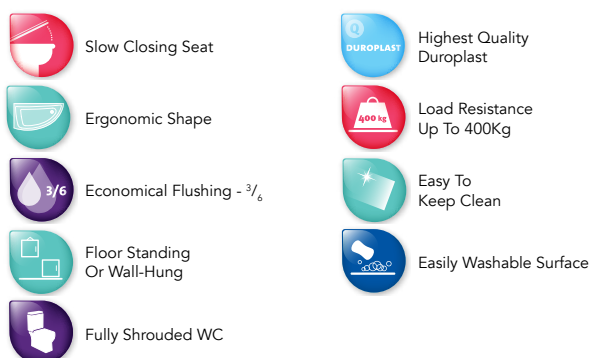 Slow Closing Seat
Ergonomic Shape
3/6
Economical Flushing - 3/6
Floor Standing
Or Wall-Hung
Fully Shrouded WC
Q
DUROPLAST
Highest Quality
Duroplast
400 kg
Load Resistance
Up To 400Kg
Easy To
Keep Clean
Easily Washable Surface